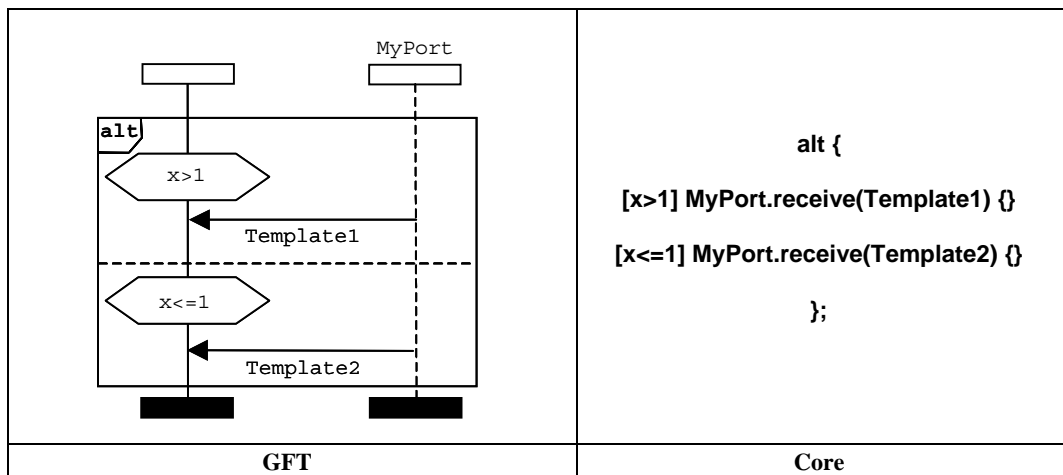 MyPort
alt
x>1
Template1
x<=1
Template2
alt {
[x>1] MyPort.receive(Template1) {}
[x<=1] MyPort.receive(Template2) {}
};
GFT
Core